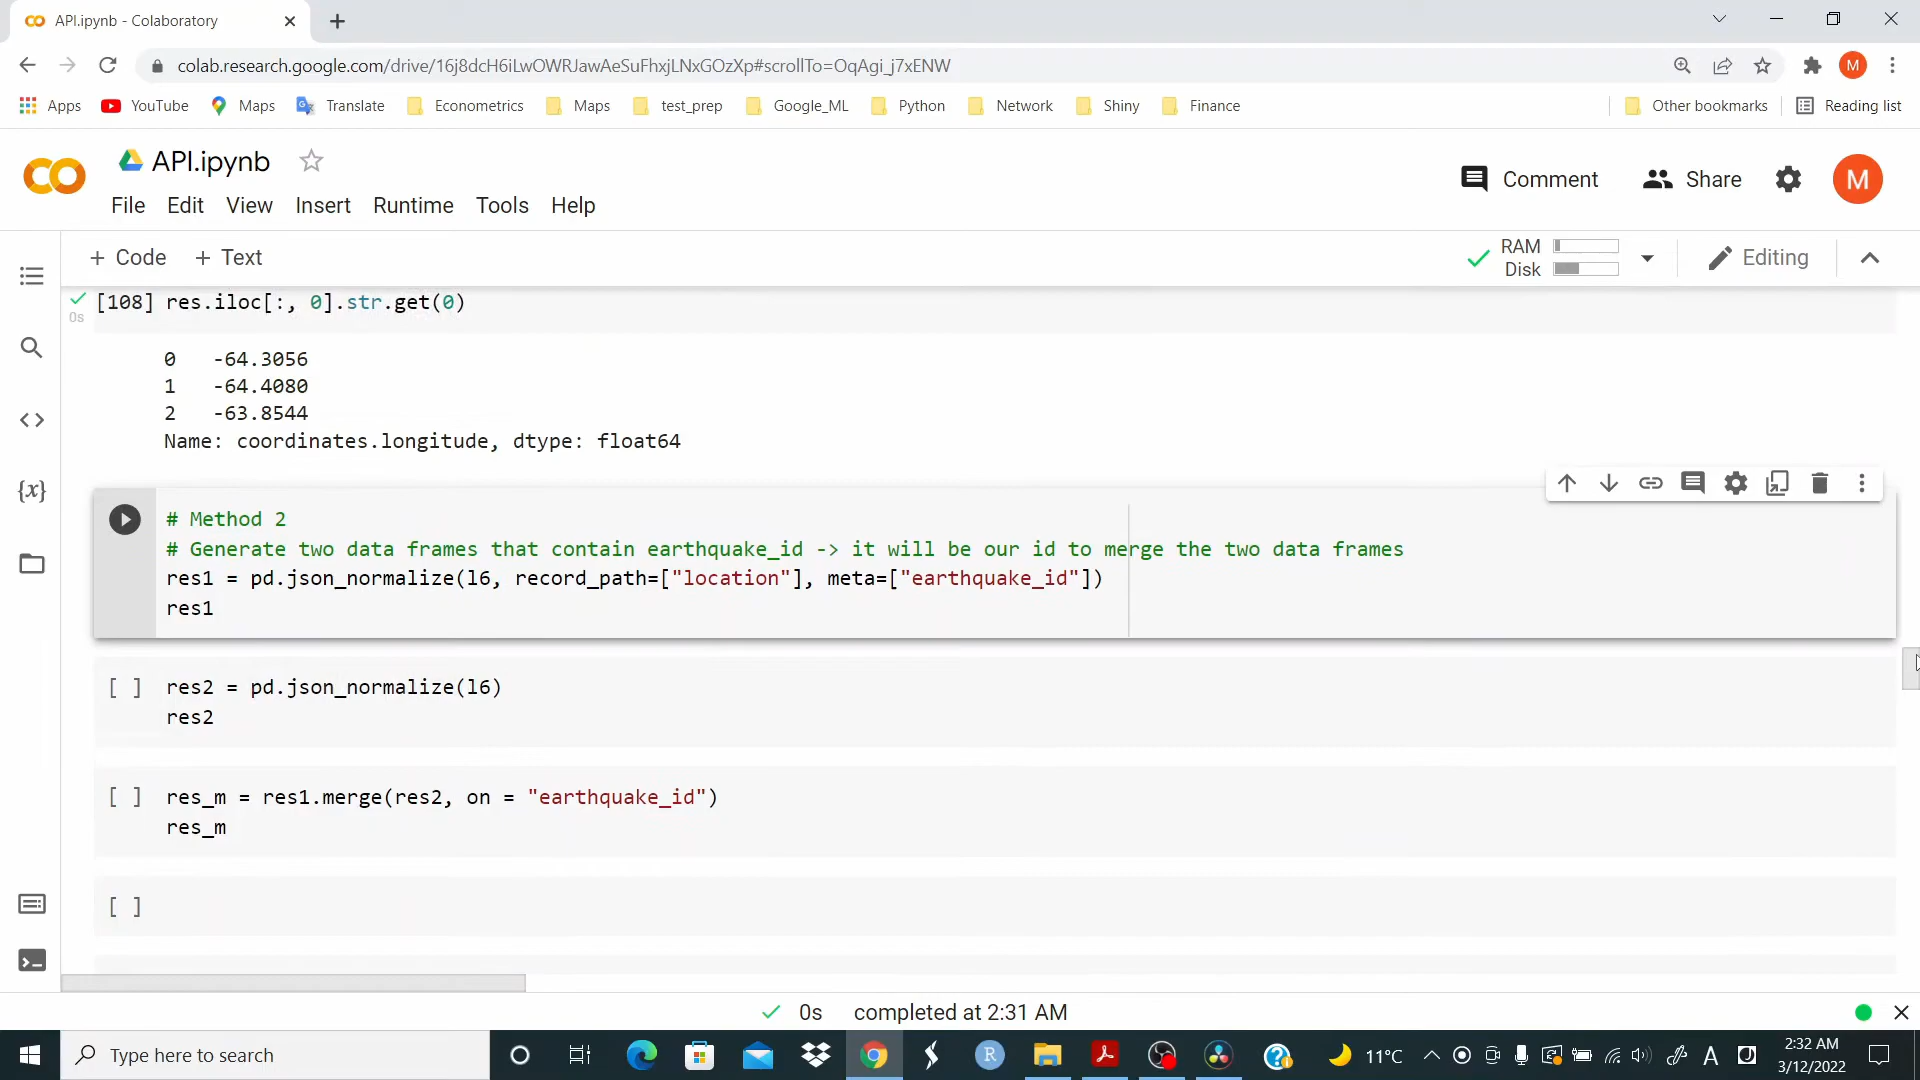 API.ipynb - Colaboratory
colab.research.google.com/drive/16j8dcH6iLwOWRJawAeSuFhxjLNxGOzXp#scrollTo=OqAgi_j7xENW
M
Apps YouTube Maps Translate Econometrics Maps test_prep Google_ML Python Network Shiny Finance Other bookmarks Reading list
API.ipynb
Comment Share M
File Edit View Insert Runtime Tools Help
+ Code + Text RAM Disk Editing
[108] res.iloc[:, 0].str.get(0)
0s
0 -64.3056
1 -64.4080
2 -63.8544
Name: coordinates.longitude, dtype: float64
# Method 2
# Generate two data frames that contain earthquake_id -> it will be our id to merge the two data frames
res1 = pd.json_normalize(l6, record_path=["location"], meta=["earthquake_id"])
res1
[ ] res2 = pd.json_normalize(l6)
res2
[ ] res_m = res1.merge(res2, on = "earthquake_id")
res_m
[ ]
0s completed at 2:31 AM
Type here to search
11°C
2:32 AM
3/12/2022